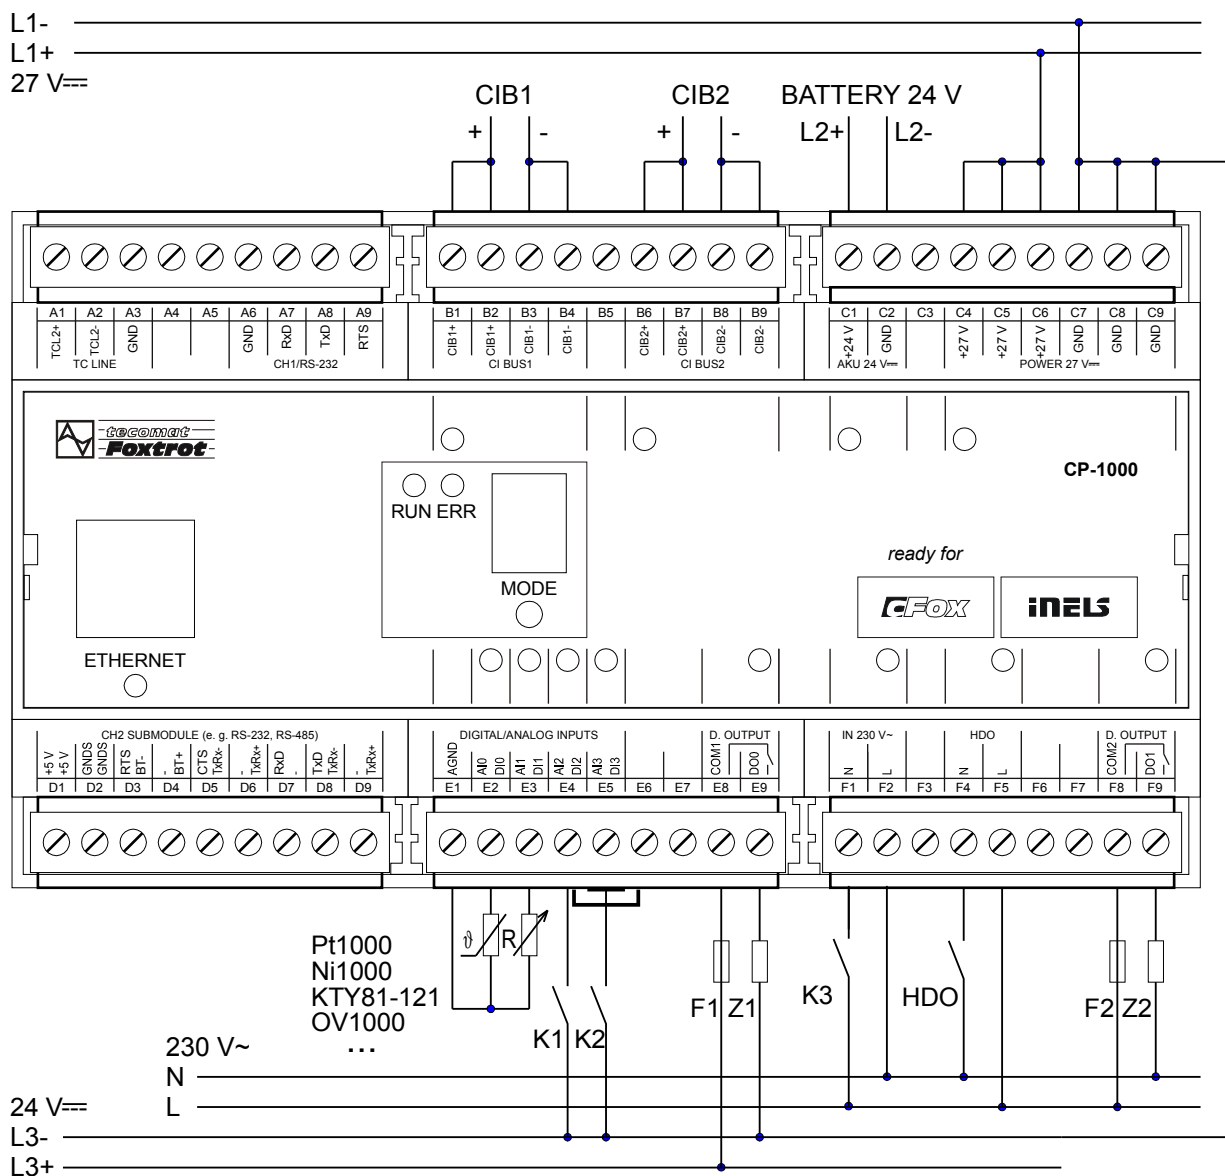 L1-
L1+
27 V⎓
CIB1
CIB2
BATTERY 24 V
+ -
+ -
L2+ L2-
A1 A2 A3 A4 A5 A6 A7 A8 A9
TCL2+ TCL2- GND GND RxD TxD RTS
TC LINE CH1/RS-232
B1 B2 B3 B4 B5 B6 B7 B8 B9
CIB1+ CIB1+ CIB1- CIB1- CIB2+ CIB2+ CIB2- CIB2-
CI BUS1 CI BUS2
C1 C2 C3 C4 C5 C6 C7 C8 C9
+24 V GND +27 V +27 V +27 V GND GND GND
AKU 24 V⎓ POWER 27 V⎓
tecomat
Foxtrot
CP-1000
RUN ERR
MODE
ready for
CFox
iNELS
ETHERNET
CH2 SUBMODULE (e. g. RS-232, RS-485)
+5 V GNDS RTS - CTS - RxD TxD -
+5 V GNDS BT- BT+ TxRx- TxRx+ - TxRx- TxRx+
D1 D2 D3 D4 D5 D6 D7 D8 D9
DIGITAL/ANALOG INPUTS D. OUTPUT
AGND AI0 AI1 AI2 AI3 COM1 DO0
DI0 DI1 DI2 DI3
E1 E2 E3 E4 E5 E6 E7 E8 E9
IN 230 V~ HDO D. OUTPUT
N L N L COM2 DO1
F1 F2 F3 F4 F5 F6 F7 F8 F9
ϑ R
Pt1000
Ni1000
KTY81-121
OV1000
...
K1 K2
F1 Z1
K3
HDO
F2 Z2
230 V~
N
L
24 V⎓
L3-
L3+